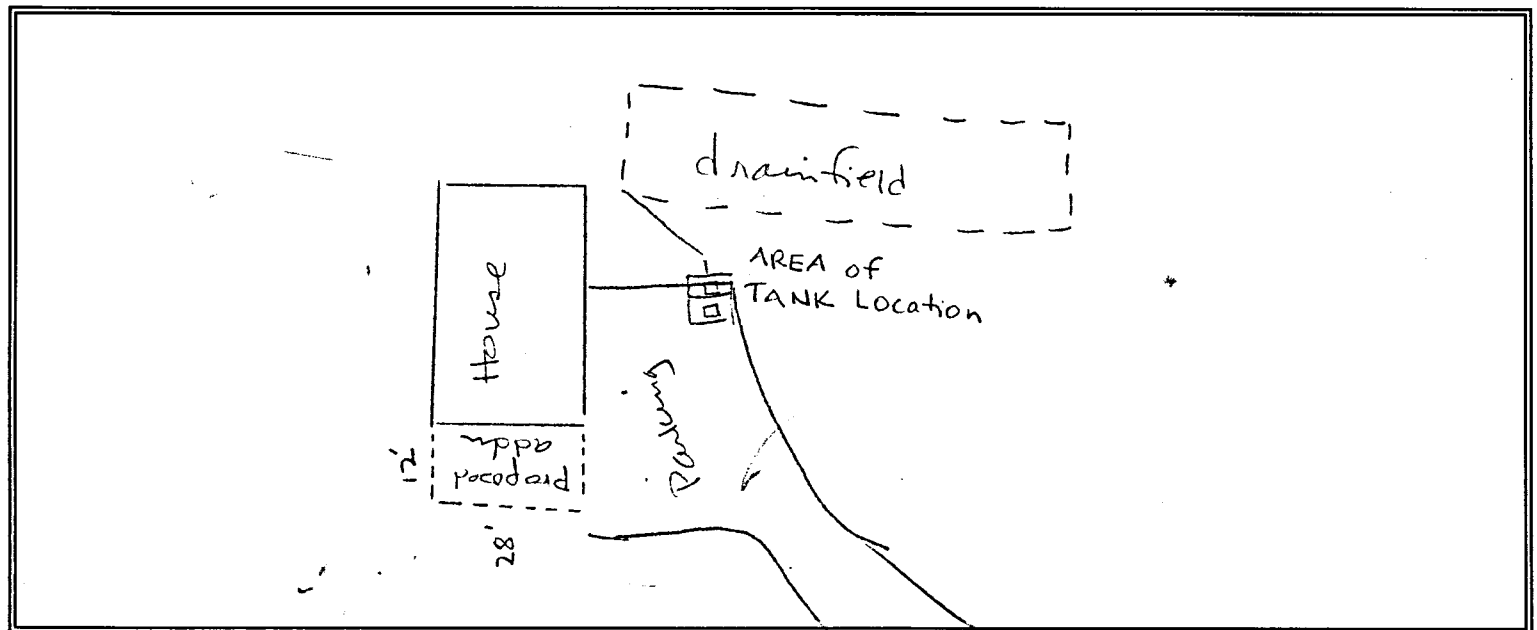 drainfield
AREA of
TANK Location
House
Parking
proposed
addn
12'
28'